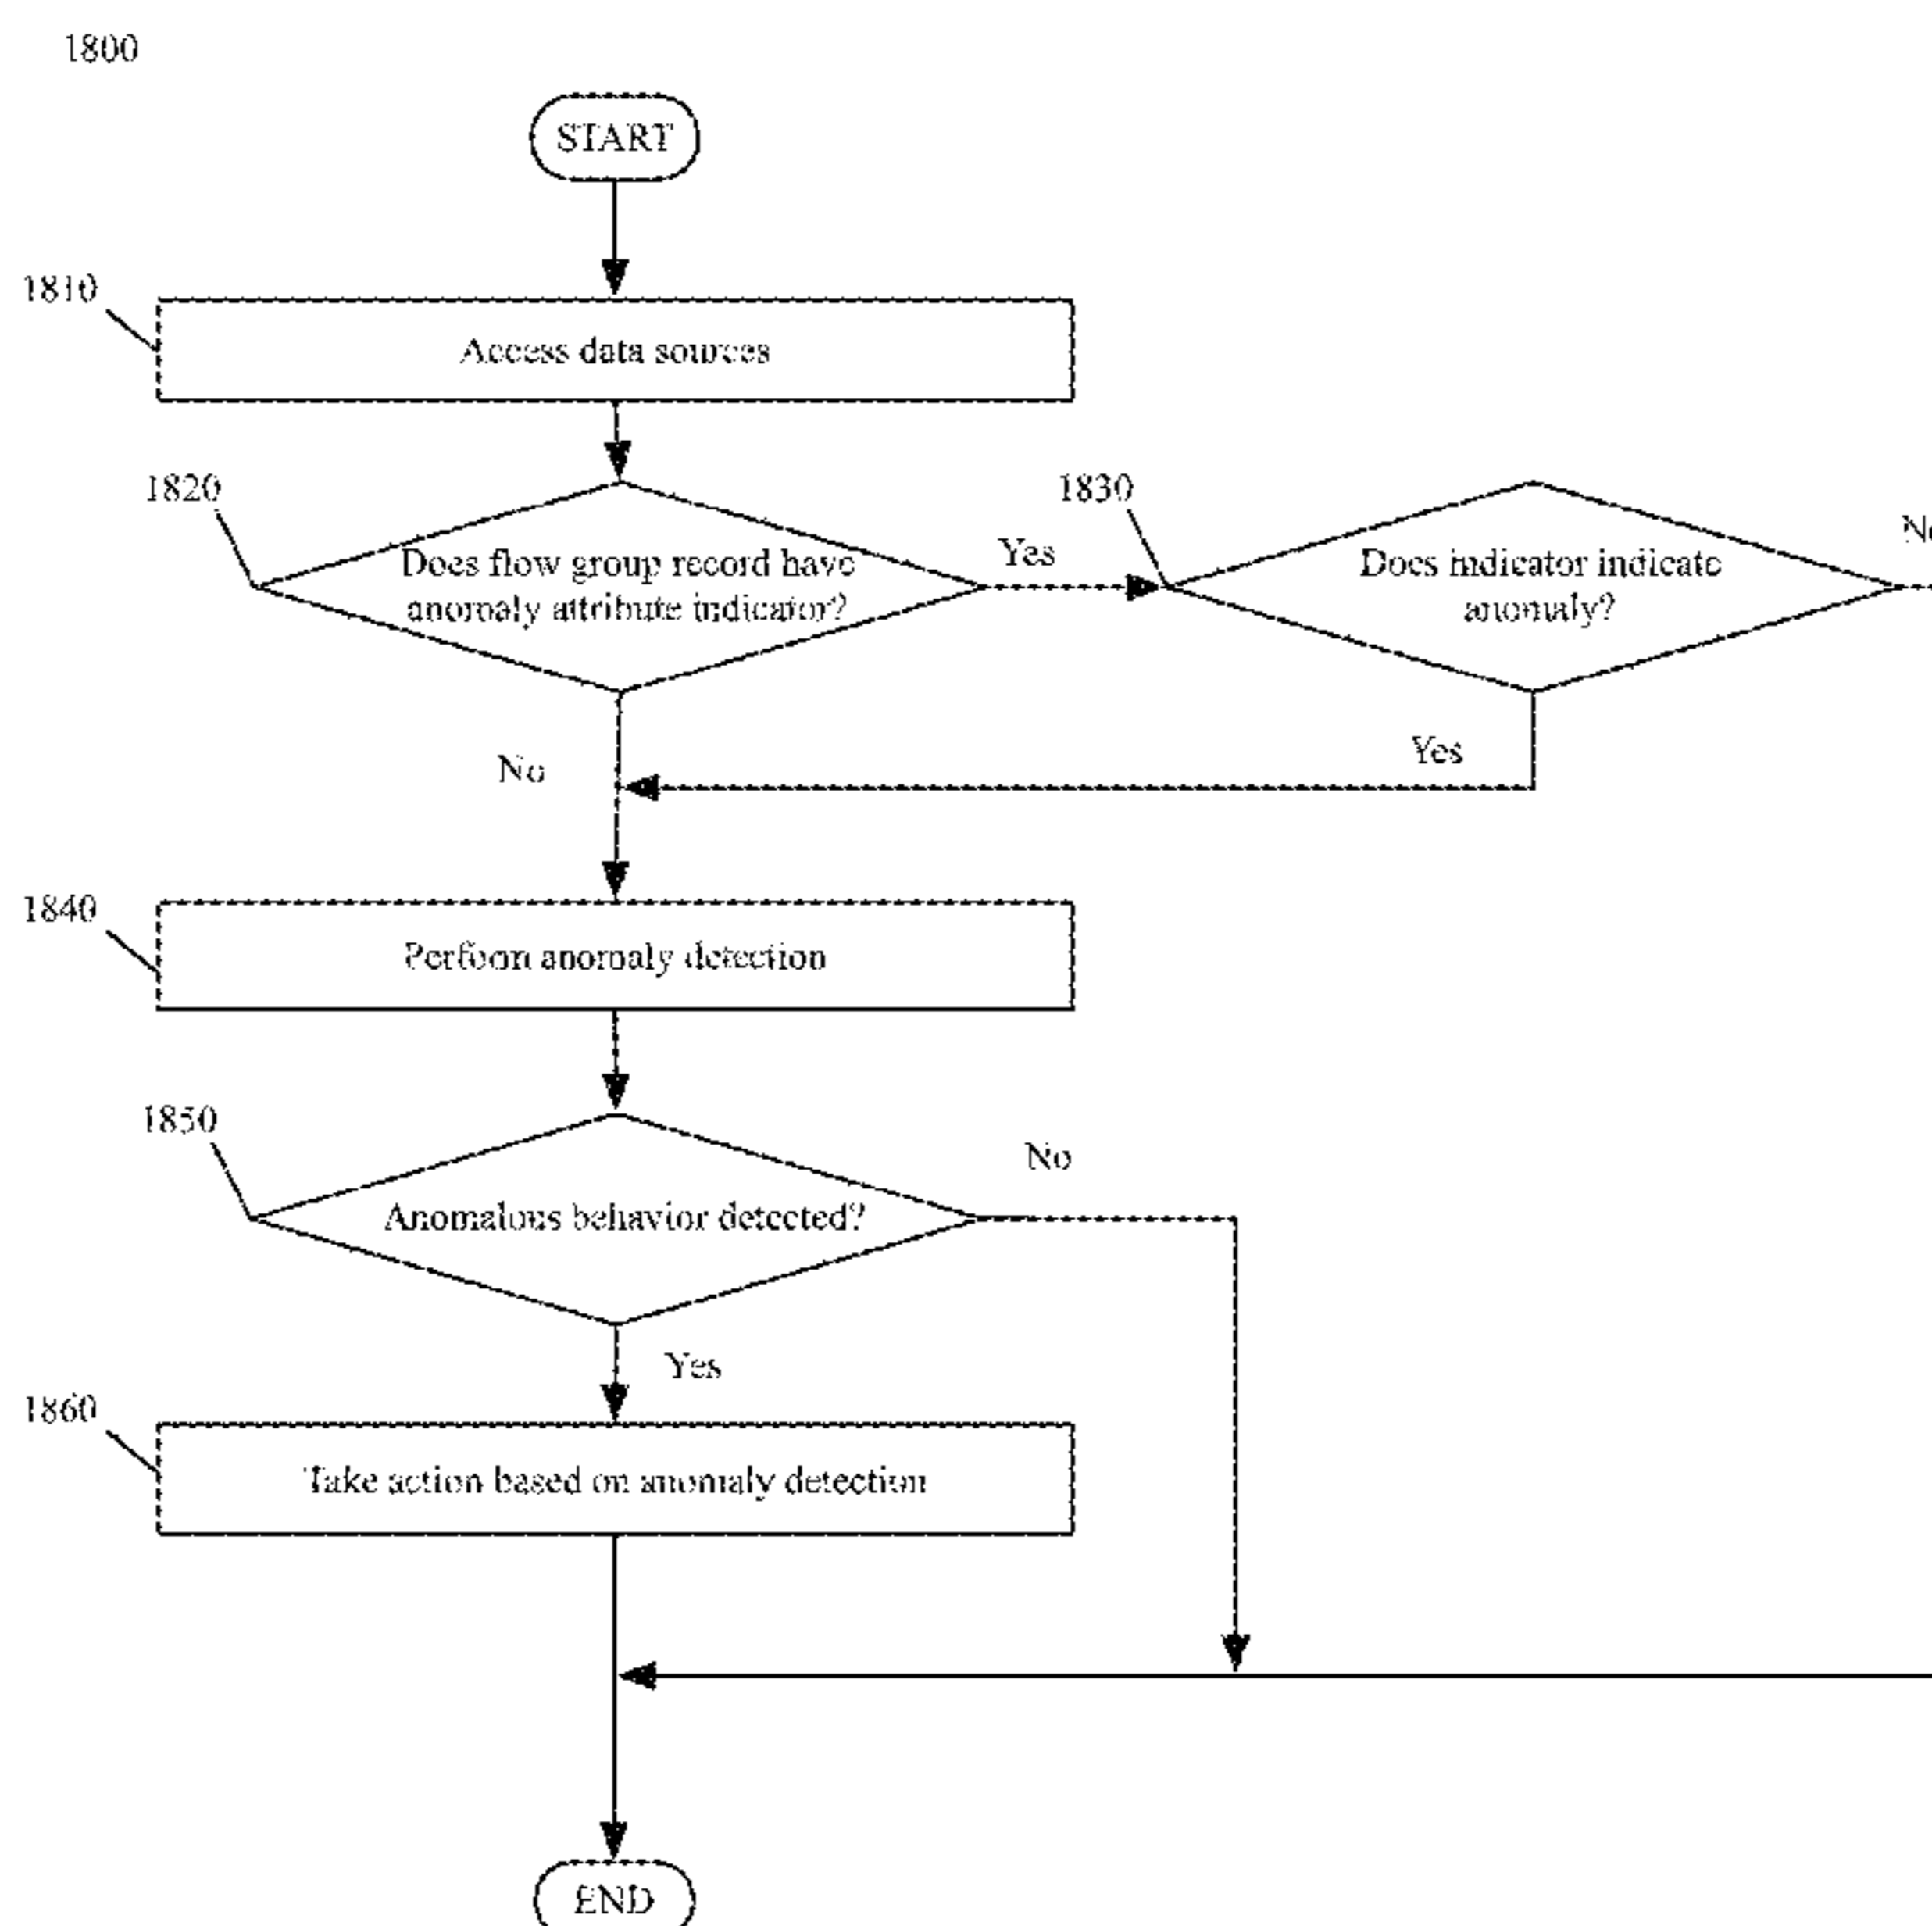 1800
START
1810
Access data sources
1820
Does flow group record have
anomaly attribute indicator?
Yes
1830
Does indicator indicate
anomaly?
No
No
Yes
1840
Perform anomaly detection
1850
Anomalous behavior detected?
No
Yes
1860
Take action based on anomaly detection
END